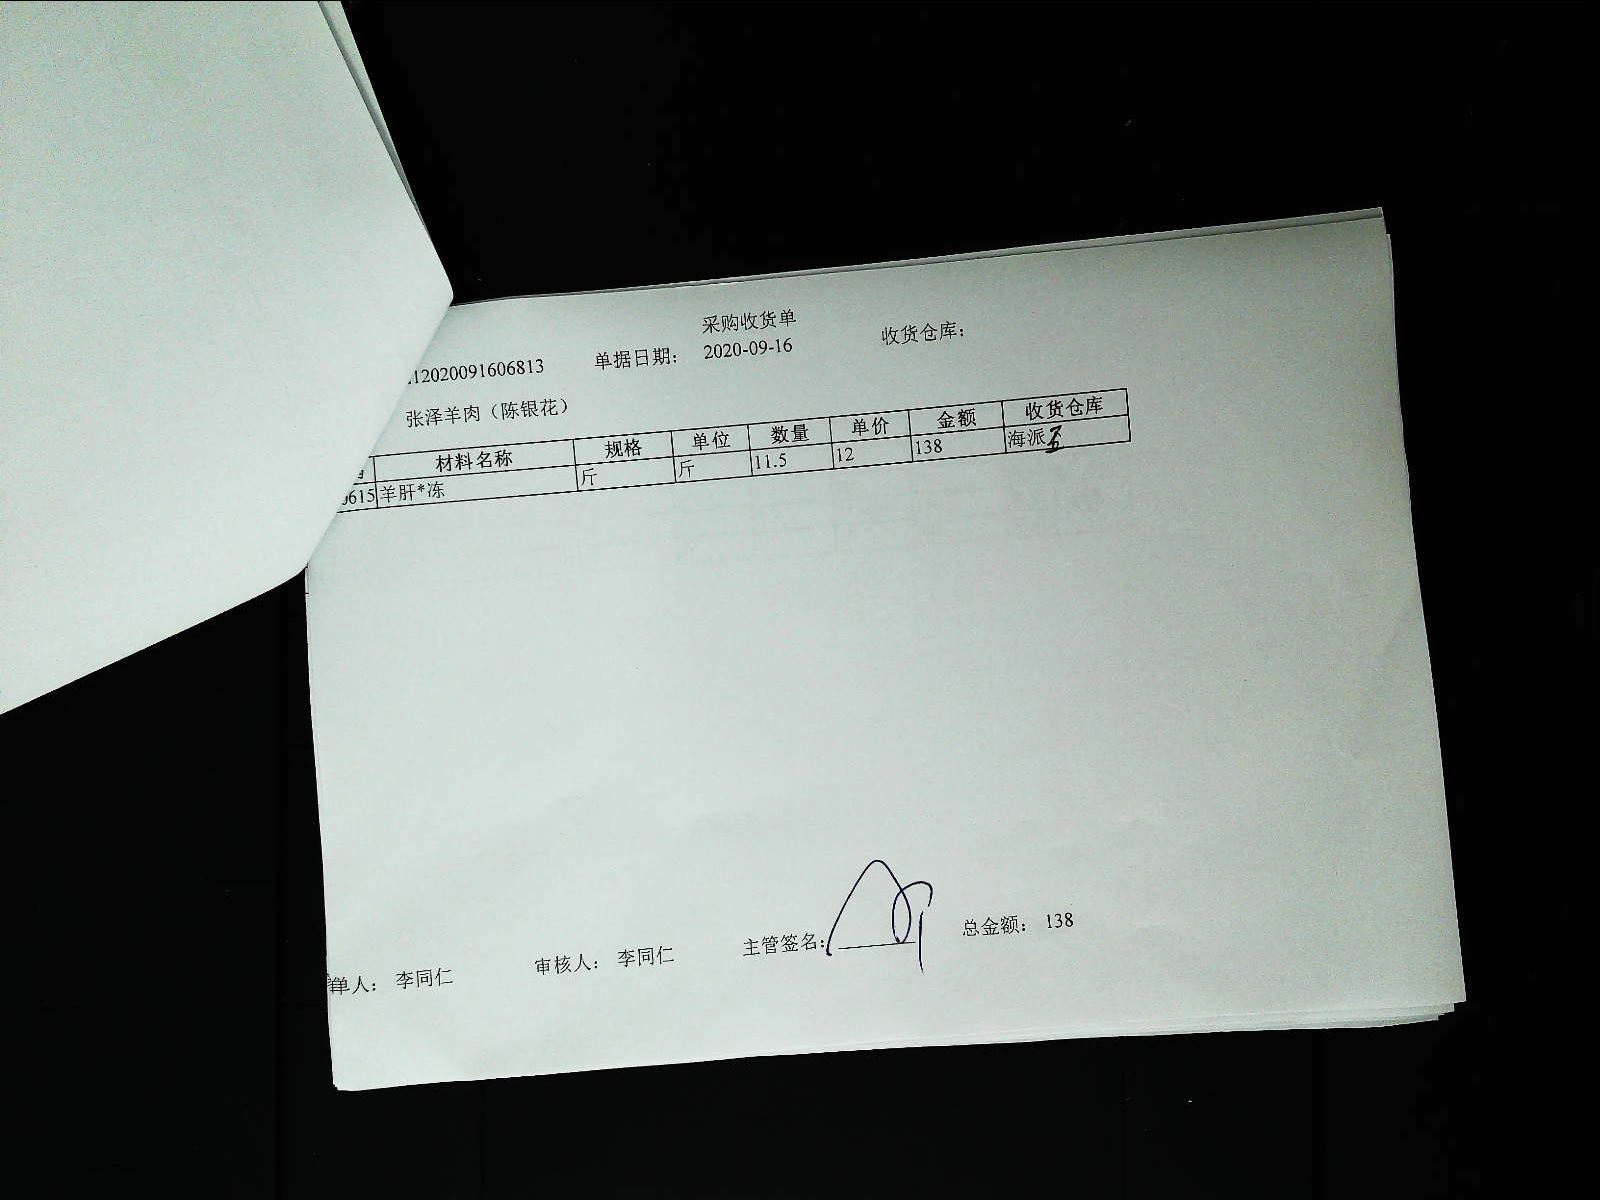 采购收货单
12020091606813 单据日期： 2020-09-16 收货仓库：
张泽羊肉（陈银花）
材料名称 规格 单位 数量 单价 金额 收货仓库
0615 羊肝*冻 斤 斤 11.5 12 138 海派
单人： 李同仁 审核人： 李同仁 主管签名： 总金额： 138